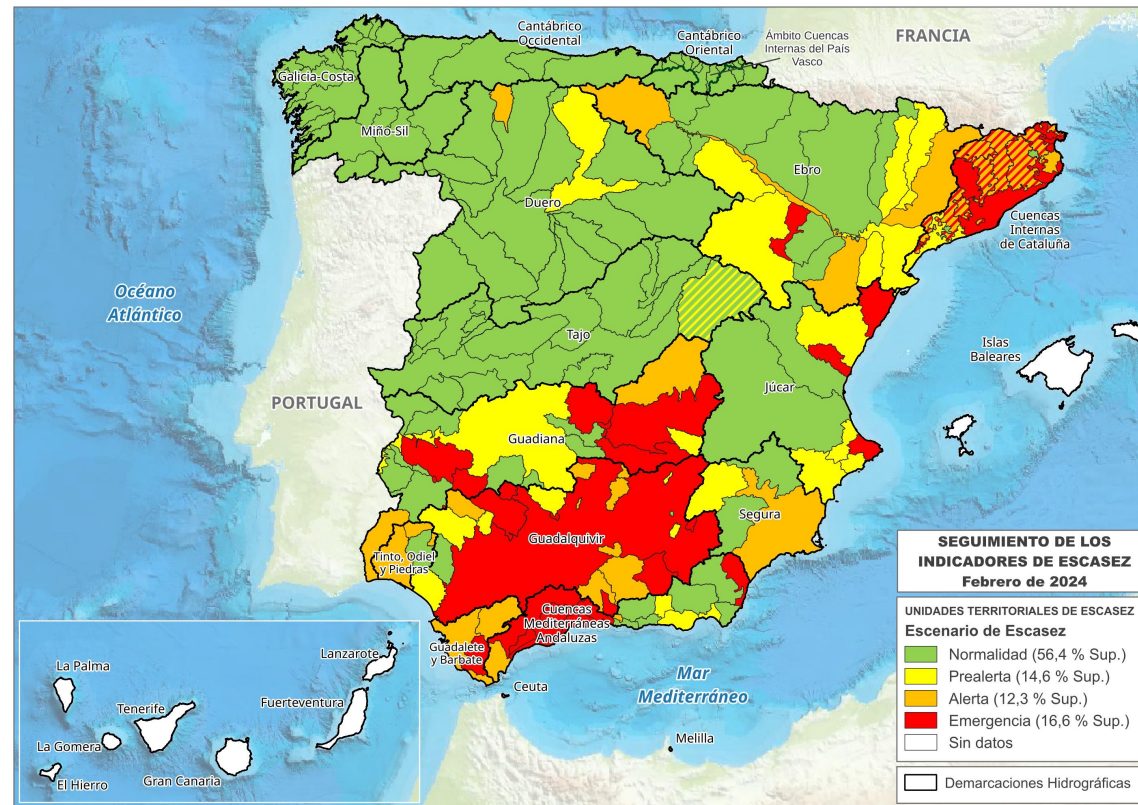 Cantábrico
Occidental
Cantábrico
Oriental
Ámbito Cuencas
Internas del País
Vasco
FRANCIA
Galicia-Costa
Miño-Sil
Ebro
Duero
Cuencas
Internas
de Cataluña
Océano
Atlántico
Tajo
Islas
Baleares
Júcar
PORTUGAL
Guadiana
Segura
Guadalquivir
Tinto, Odiel
y Piedras
Cuencas
Mediterráneas
Andaluzas
Guadalete
y Barbate
Ceuta
Mar
Mediterráneo
Melilla
La Palma
Lanzarote
Tenerife
Fuerteventura
La Gomera
El Hierro
Gran Canaria
SEGUIMIENTO DE LOS
INDICADORES DE ESCASEZ
Febrero de 2024
UNIDADES TERRITORIALES DE ESCASEZ
Escenario de Escasez
Normalidad (56,4 % Sup.)
Prealerta (14,6 % Sup.)
Alerta (12,3 % Sup.)
Emergencia (16,6 % Sup.)
Sin datos
Demarcaciones Hidrográficas